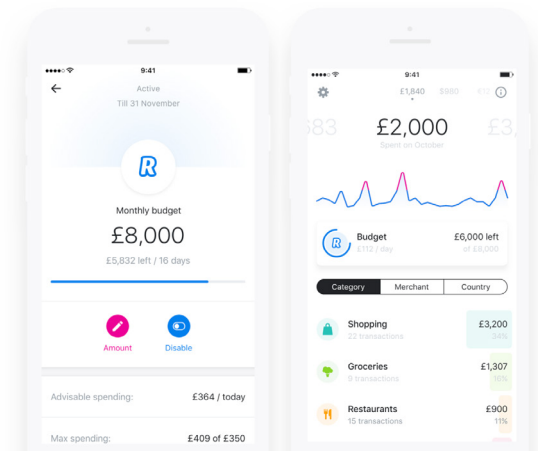 9:41
Active
Till 31 November
R
Monthly budget
£8,000
£5,832 left / 16 days
Amount
Disable
Advisable spending: £364 / today
Max spending: £409 of £350
9:41
£1,840 $980 £12
583 £2,000 £3,
Spent on October
R
Budget £6,000 left
£112 / day of £8,000
Category Merchant Country
Shopping £3,200
22 transactions 34%
Groceries £1,307
9 transactions 16%
Restaurants £900
15 transactions 11%